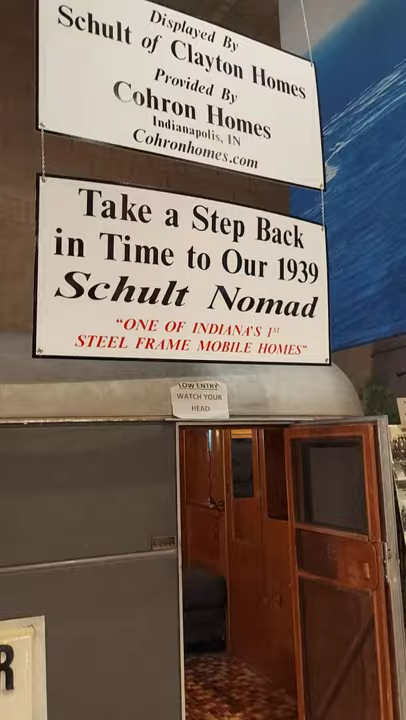 Displayed By
Schult of Clayton Homes
Provided By
Cohron Homes
Indianapolis, IN
Cohronhomes.com
Take a Step Back
in Time to Our 1939
Schult Nomad
"ONE OF INDIANA'S 1ST
STEEL FRAME MOBILE HOMES"
LOW ENTRY
WATCH YOUR
HEAD
R